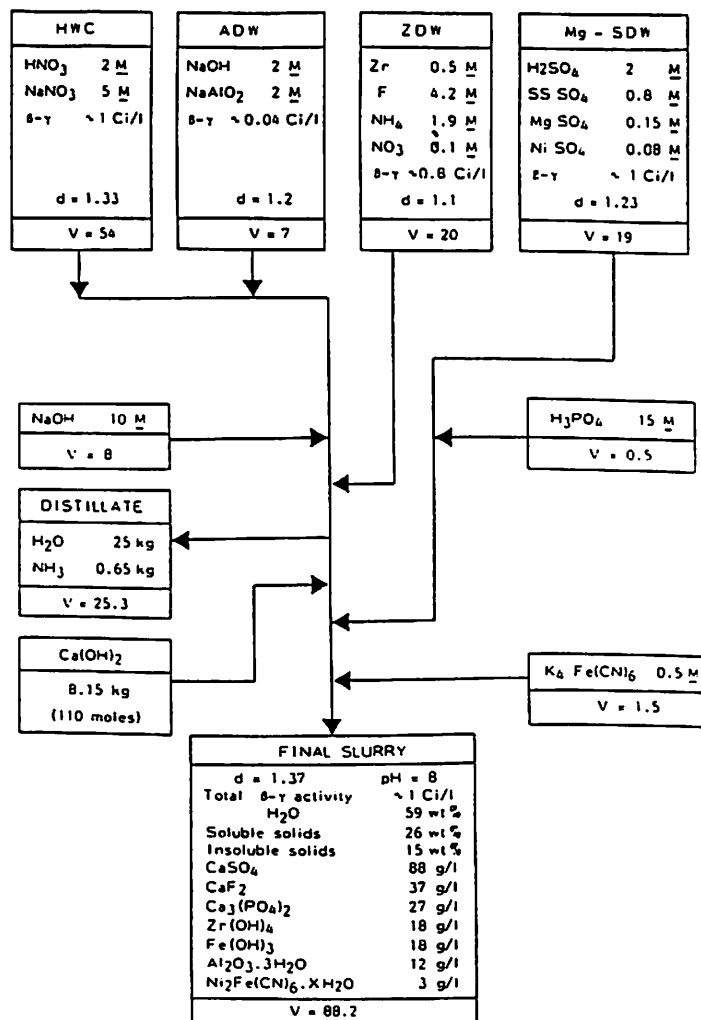 HWC
HNO3 2 M
NaNO3 5 M
β-γ ~ 1 Ci/l
d = 1.33
V = 54
ADW
NaOH 2 M
NaAlO2 2 M
β-γ ~ 0.04 Ci/l
d = 1.2
V = 7
ZDW
Zr 0.5 M
F 4.2 M
NH4 1.9 M
NO3 0.1 M
β-γ ~0.8 Ci/l
d = 1.1
V = 20
Mg - SDW
H2SO4 2 M
SS SO4 0.8 M
Mg SO4 0.15 M
Ni SO4 0.08 M
β-γ ~ 1 Ci/l
d = 1.23
V = 19
NaOH 10 M
V = 8
H3PO4 15 M
V = 0.5
DISTILLATE
H2O 25 kg
NH3 0.65 kg
V = 25.3
Ca(OH)2
8.15 kg
(110 moles)
K4 Fe(CN)6 0.5 M
V = 1.5
FINAL SLURRY
d = 1.37 pH = 8
Total β-γ activity ~ 1 Ci/l
H2O 59 wt%
Soluble solids 26 wt%
Insoluble solids 15 wt%
CaSO4 88 g/l
CaF2 37 g/l
Ca3(PO4)2 27 g/l
Zr(OH)4 18 g/l
Fe(OH)3 18 g/l
Al2O3.3H2O 12 g/l
Ni2Fe(CN)6.XH2O 3 g/l
V = 88.2